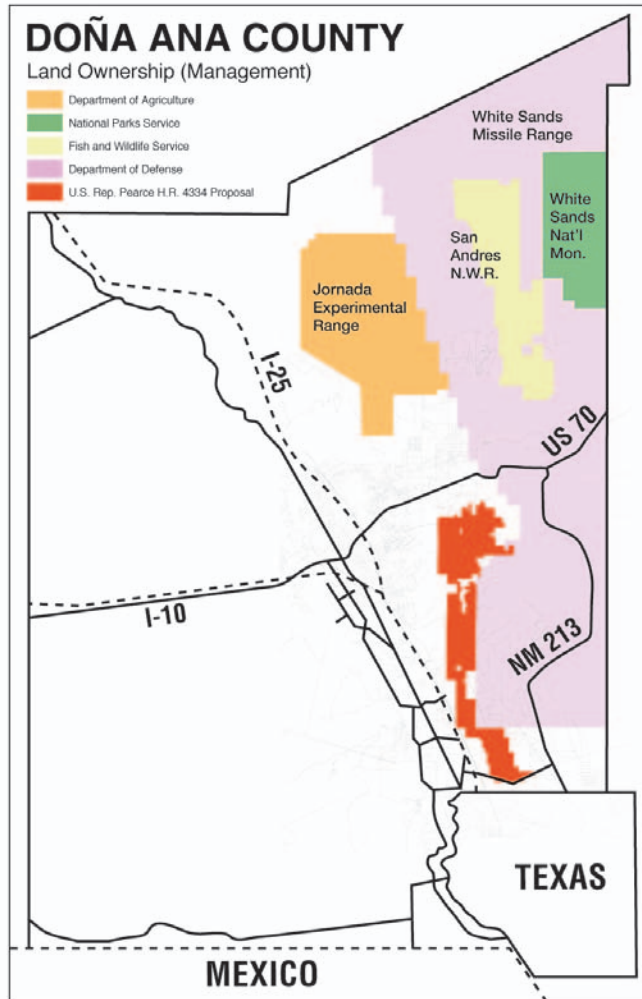 DOÑA ANA COUNTY
Land Ownership (Management)
Department of Agriculture
National Parks Service
Fish and Wildlife Service
Department of Defense
U.S. Rep. Pearce H.R. 4334 Proposal
White Sands
Missile Range
White
Sands
Nat'l
Mon.
San
Andres
N.W.R.
Jornada
Experimental
Range
I-25
US 70
I-10
NM 213
TEXAS
MEXICO